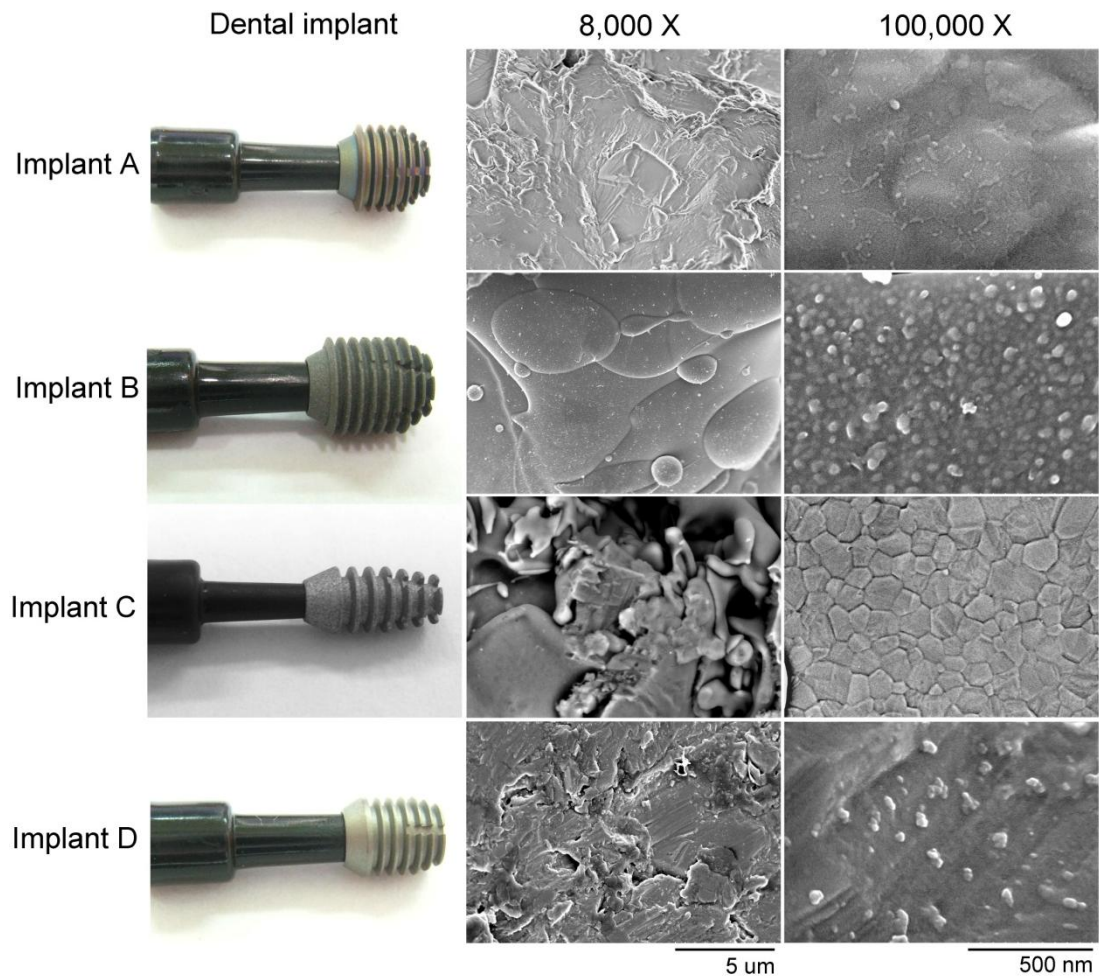 Dental implant 8,000 X 100,000 X
Implant A
Implant B
Implant C
Implant D
5 um 500 nm